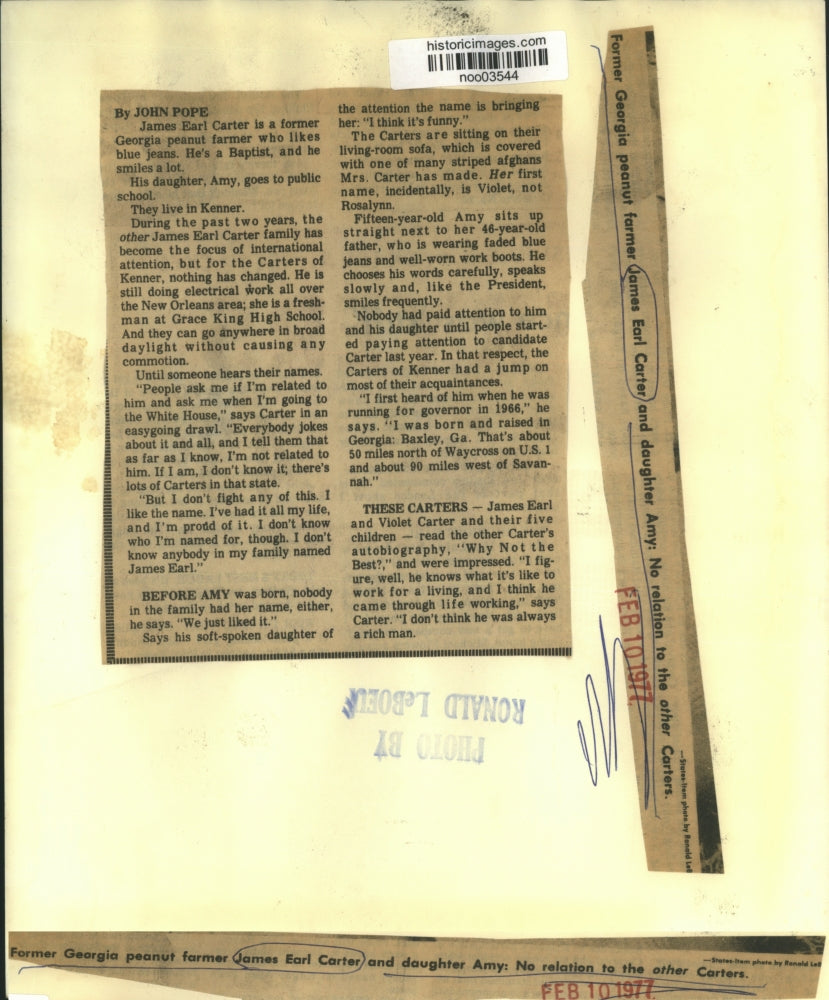 historicimages.com
noo03544
By JOHN POPE
James Earl Carter is a former
Georgia peanut farmer who likes
blue jeans. He's a Baptist, and he
smiles a lot.
His daughter, Amy, goes to public
school.
They live in Kenner.
During the past two years, the
other James Earl Carter family has
become the focus of international
attention, but for the Carters of
Kenner, nothing has changed. He is
still doing electrical work all over
the New Orleans area; she is a fresh-
man at Grace King High School.
And they can go anywhere in broad
daylight without causing any
commotion.
Until someone hears their names.
"People ask me if I'm related to
him and ask me when I'm going to
the White House," says Carter in an
easygoing drawl. "Everybody jokes
about it and all, and I tell them that
as far as I know, I'm not related to
him. If I am, I don't know it; there's
lots of Carters in that state.
"But I don't fight any of this. I
like the name. I've had it all my life,
and I'm proud of it. I don't know
who I'm named for, though. I don't
know anybody in my family named
James Earl."
BEFORE AMY was born, nobody
in the family had her name, either,
he says. "We just liked it."
Says his soft-spoken daughter of
the attention the name is bringing
her: "I think it's funny."
The Carters are sitting on their
living-room sofa, which is covered
with one of many striped afghans
Mrs. Carter has made. Her first
name, incidentally, is Violet, not
Rosalynn.
Fifteen-year-old Amy sits up
straight next to her 46-year-old
father, who is wearing faded blue
jeans and well-worn work boots. He
chooses his words carefully, speaks
slowly and, like the President,
smiles frequently.
Nobody had paid attention to him
and his daughter until people start-
ed paying attention to candidate
Carter last year. In that respect, the
Carters of Kenner had a jump on
most of their acquaintances.
"I first heard of him when he was
running for governor in 1966," he
says. "I was born and raised in
Georgia: Baxley, Ga. That's about
50 miles north of Waycross on U.S. 1
and about 90 miles west of Savan-
nah."
THESE CARTERS — James Earl
and Violet Carter and their five
children — read the other Carter's
autobiography, "Why Not the
Best?," and were impressed. "I fig-
ure, well, he knows what it's like to
work for a living, and I think he
came through life working," says
Carter. "I don't think he was always
a rich man.
Former Georgia peanut farmer James Earl Carter and daughter Amy: No relation to the other Carters.
—States-Item photo by Ronald LeB
FEB 10 1977
PHOTO BY
RONALD LeBOEUF
Former Georgia peanut farmer James Earl Carter and daughter Amy: No relation to the other Carters.
—States-Item photo by Ronald LeB
FEB 10 1977